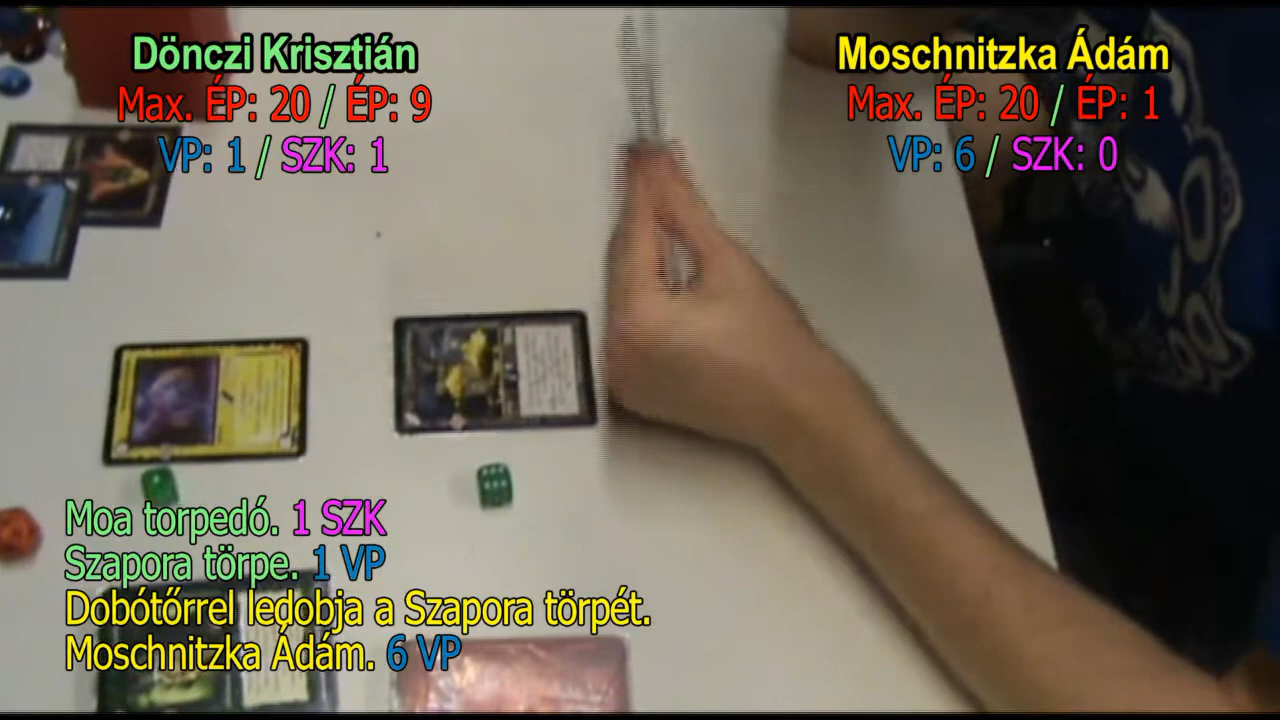 Dönczi Krisztián
Max. ÉP: 20 / ÉP: 9
VP: 1 / SZK: 1
Moschnitzka Ádám
Max. ÉP: 20 / ÉP: 1
VP: 6 / SZK: 0
Moa torpedó. 1 SZK
Szapora törpe. 1 VP
Dobótőrrel ledobja a Szapora törpét.
Moschnitzka Ádám. 6 VP